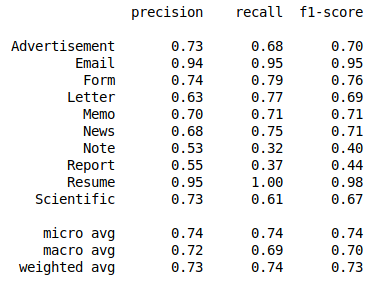 precision recall f1-score
Advertisement 0.73 0.68 0.70
Email 0.94 0.95 0.95
Form 0.74 0.79 0.76
Letter 0.63 0.77 0.69
Memo 0.70 0.71 0.71
News 0.68 0.75 0.71
Note 0.53 0.32 0.40
Report 0.55 0.37 0.44
Resume 0.95 1.00 0.98
Scientific 0.73 0.61 0.67
micro avg 0.74 0.74 0.74
macro avg 0.72 0.69 0.70
weighted avg 0.73 0.74 0.73